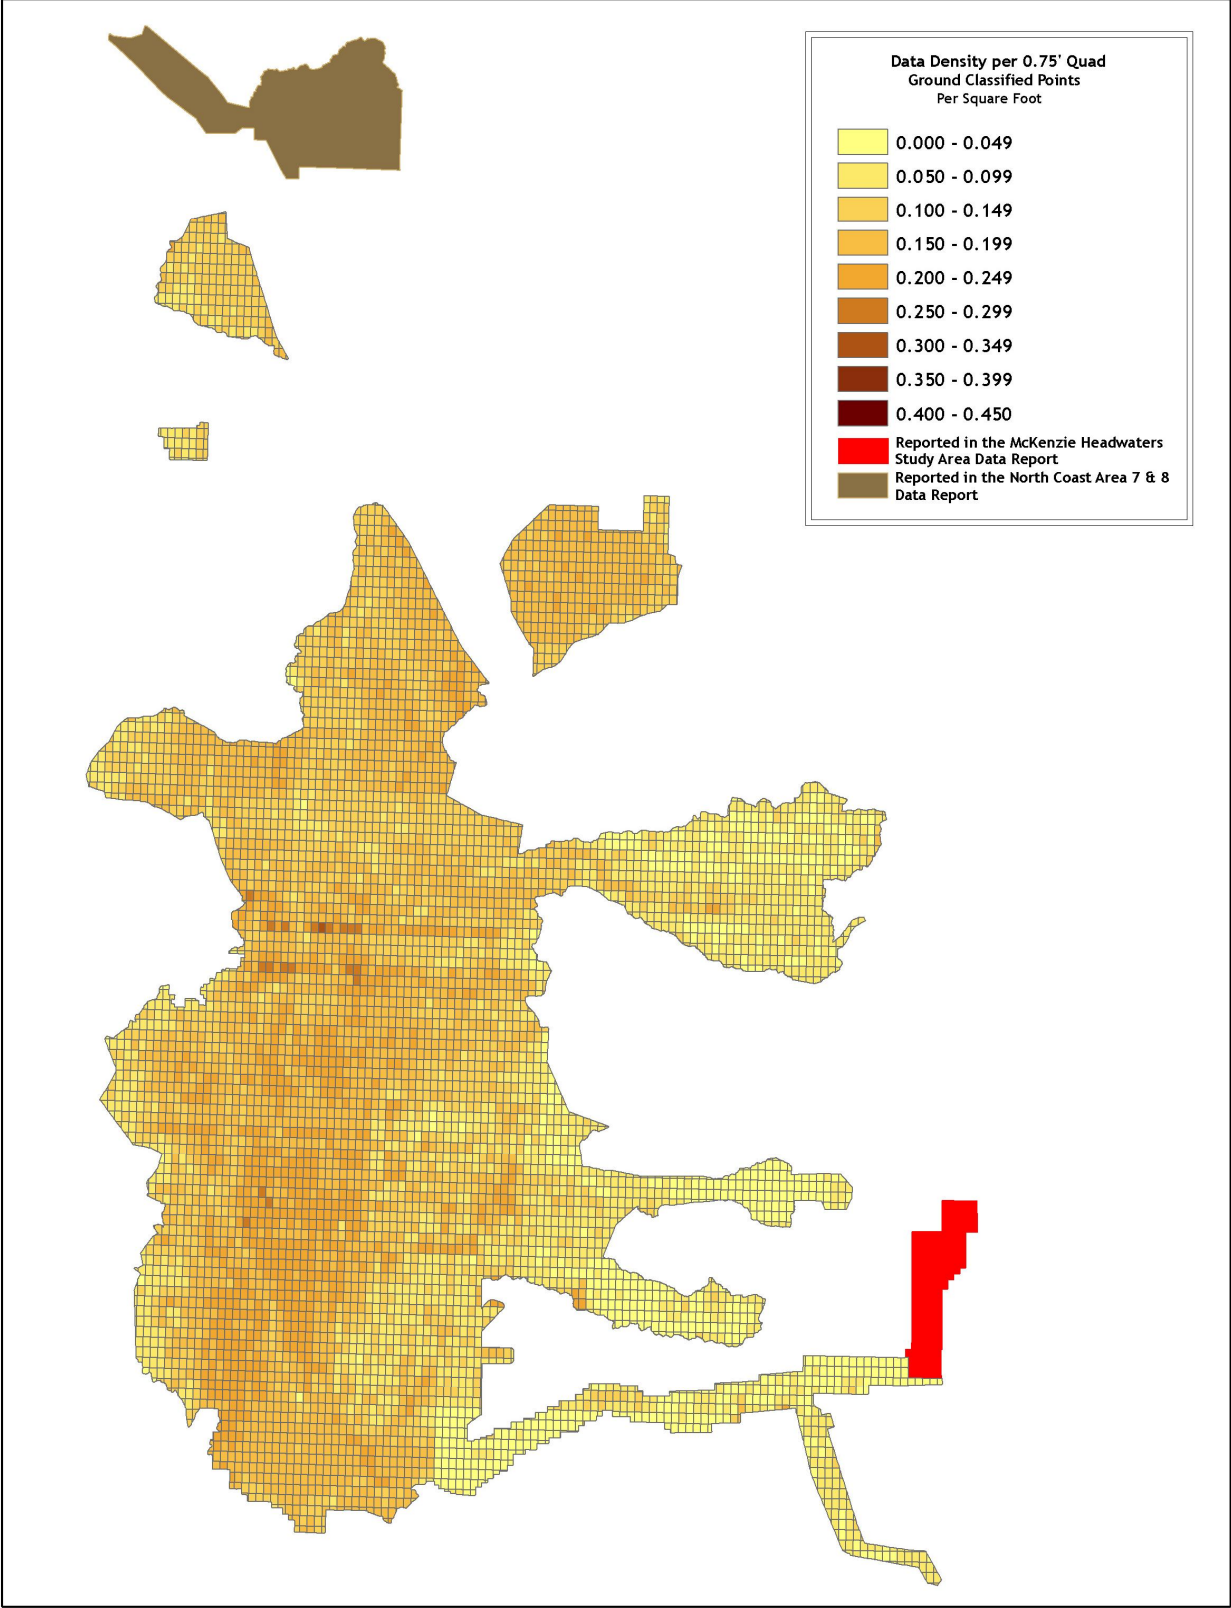 Data Density per 0.75' Quad
Ground Classified Points
Per Square Foot
0.000 - 0.049
0.050 - 0.099
0.100 - 0.149
0.150 - 0.199
0.200 - 0.249
0.250 - 0.299
0.300 - 0.349
0.350 - 0.399
0.400 - 0.450
Reported in the McKenzie Headwaters
Study Area Data Report
Reported in the North Coast Area 7 & 8
Data Report